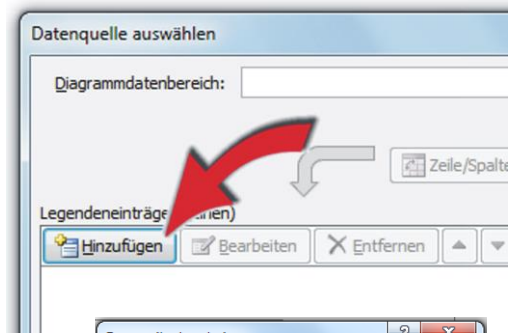 Datenquelle auswählen
Diagrammdatenbereich:
Zeile/Spalte
Legendeneinträge
Hinzufügen Bearbeiten Entfernen